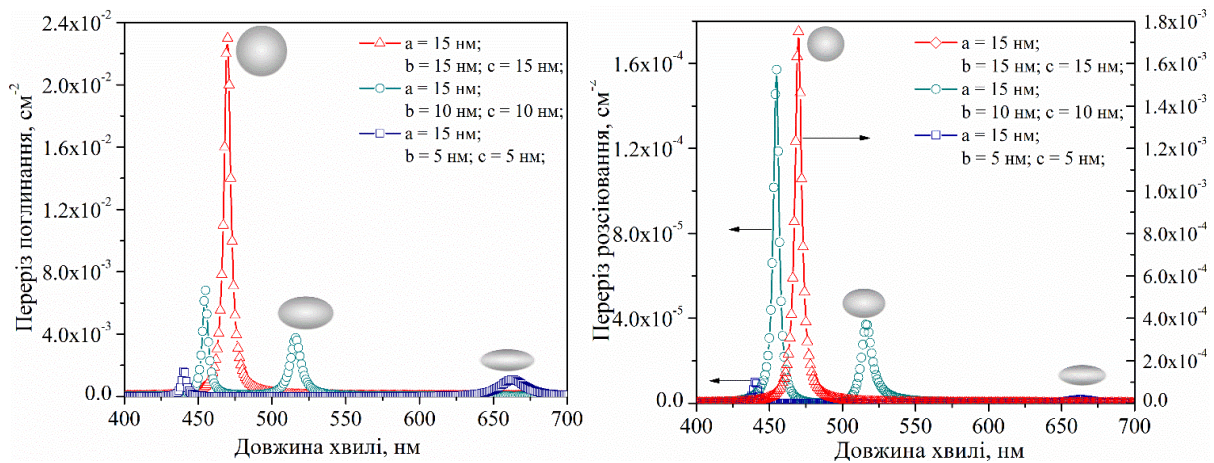 2.4x10⁻²
2.0x10⁻²
1.6x10⁻²
1.2x10⁻²
8.0x10⁻³
4.0x10⁻³
0.0
Переріз поглинання, см⁻²
a = 15 нм;
b = 15 нм; c = 15 нм;
a = 15 нм;
b = 10 нм; c = 10 нм;
a = 15 нм;
b = 5 нм; c = 5 нм;
400 450 500 550 600 650 700
Довжина хвилі, нм
1.6x10⁻⁴
1.2x10⁻⁴
8.0x10⁻⁵
4.0x10⁻⁵
0.0
Переріз розсіювання, см⁻²
a = 15 нм;
b = 15 нм; c = 15 нм;
a = 15 нм;
b = 10 нм; c = 10 нм;
a = 15 нм;
b = 5 нм; c = 5 нм;
1.8x10⁻³
1.6x10⁻³
1.4x10⁻³
1.2x10⁻³
1.0x10⁻³
8.0x10⁻⁴
6.0x10⁻⁴
4.0x10⁻⁴
2.0x10⁻⁴
0.0
400 450 500 550 600 650 700
Довжина хвилі, нм